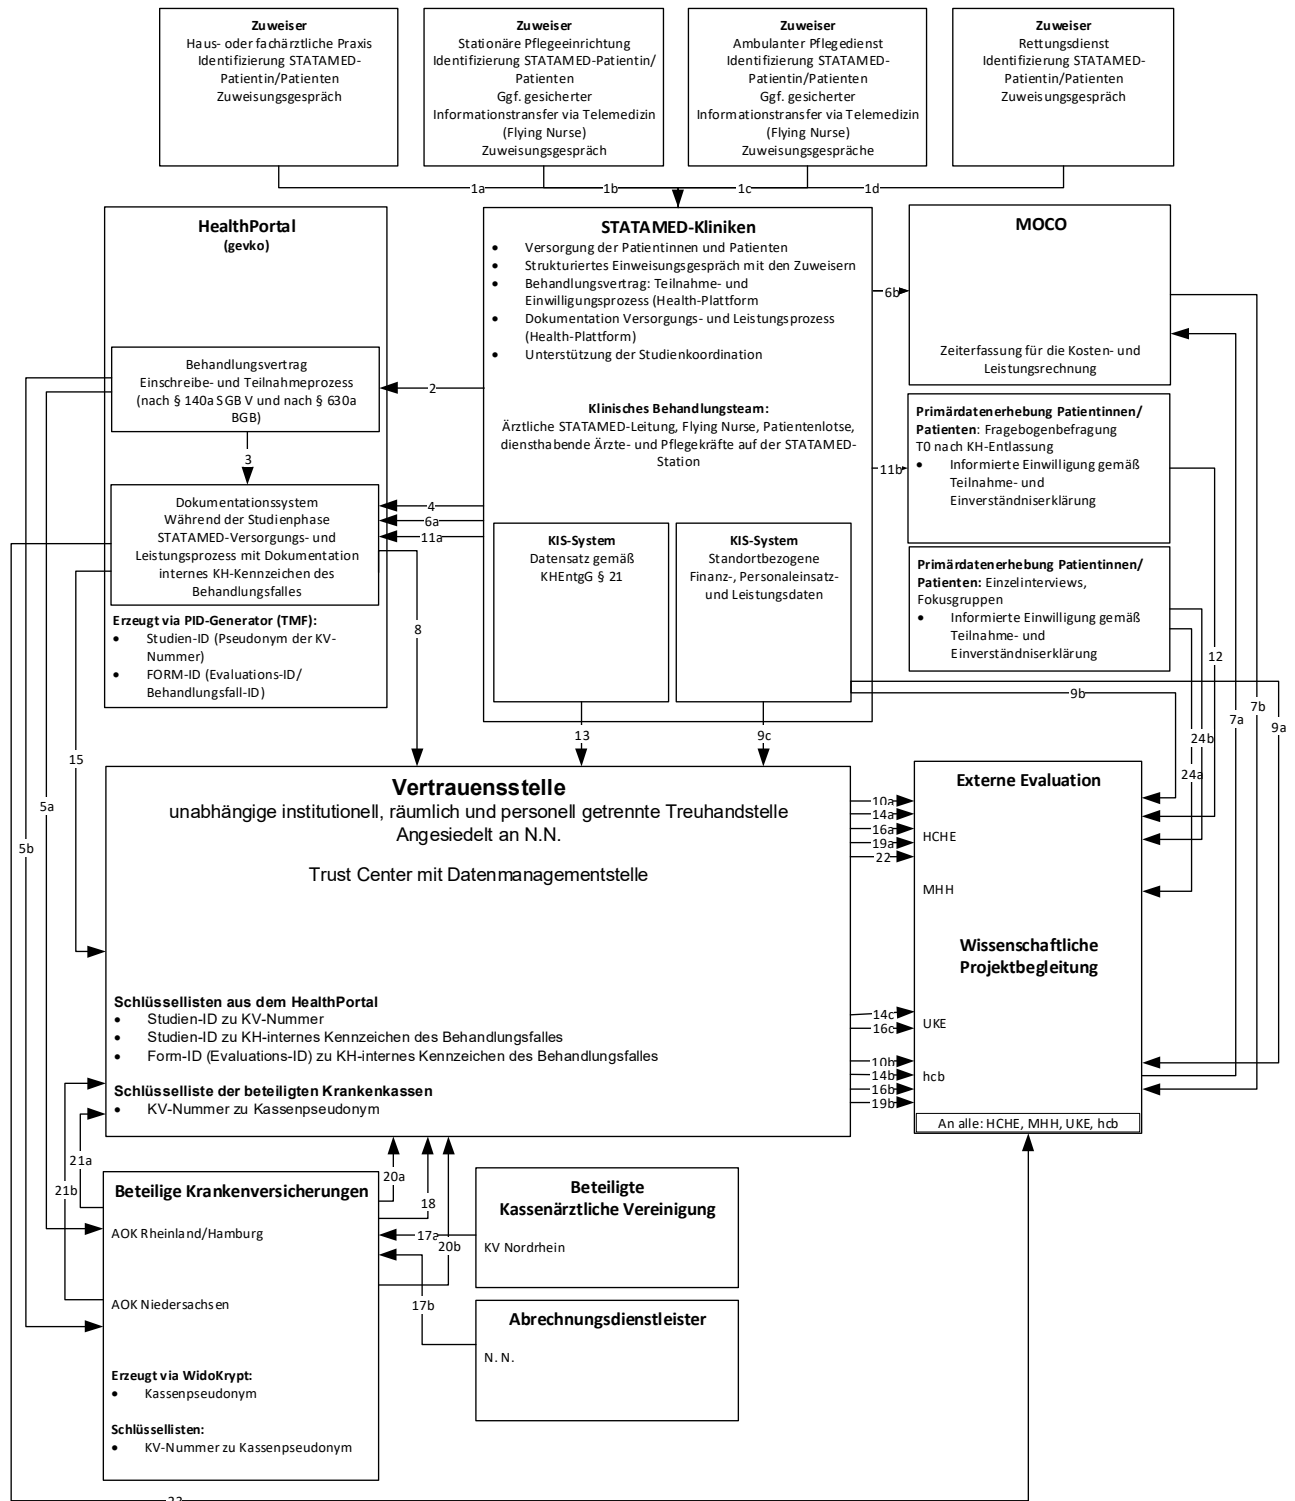 Zuweiser
Haus- oder fachärztliche Praxis
Identifizierung STATAMED-
Patientin/Patienten
Zuweisungsgespräch
Zuweiser
Stationäre Pflegeeinrichtung
Identifizierung STATAMED-Patientin/
Patienten
Ggf. gesicherter
Informationstransfer via Telemedizin
(Flying Nurse)
Zuweisungsgespräch
Zuweiser
Ambulanter Pflegedienst
Identifizierung STATAMED-
Patientin/Patienten
Ggf. gesicherter
Informationstransfer via Telemedizin
(Flying Nurse)
Zuweisungsgespräche
Zuweiser
Rettungsdienst
Identifizierung STATAMED-
Patientin/Patienten
Zuweisungsgespräch
1a
1b
1c
1d
HealthPortal
(gevko)
Behandlungsvertrag
Einschreibe- und Teilnahmeprozess
(nach § 140a SGB V und nach § 630a
BGB)
3
Dokumentationssystem
Während der Studienphase
STATAMED-Versorgungs- und
Leistungsprozess mit Dokumentation
internes KH-Kennzeichen des
Behandlungsfalles
Erzeugt via PID-Generator (TMF):
• Studien-ID (Pseudonym der KV-
Nummer)
• FORM-ID (Evaluations-ID/
Behandlungsfall-ID)
2
4
6a
11a
8
STATAMED-Kliniken
• Versorgung der Patientinnen und Patienten
• Strukturiertes Einweisungsgespräch mit den Zuweisern
• Behandlungsvertrag: Teilnahme- und
Einwilligungsprozess (Health-Plattform
• Dokumentation Versorgungs- und Leistungsprozess
(Health-Plattform)
• Unterstützung der Studienkoordination
Klinisches Behandlungsteam:
Ärztliche STATAMED-Leitung, Flying Nurse, Patientenlotse,
diensthabende Ärzte- und Pflegekräfte auf der STATAMED-
Station
KIS-System
Datensatz gemäß
KHEntgG § 21
KIS-System
Standortbezogene
Finanz-, Personaleinsatz-
und Leistungsdaten
6b
11b
MOCO
Zeiterfassung für die Kosten- und
Leistungsrechnung
Primärdatenerhebung Patientinnen/
Patienten: Fragebogenbefragung
T0 nach KH-Entlassung
• Informierte Einwilligung gemäß
Teilnahme- und
Einverständniserklärung
Primärdatenerhebung Patientinnen/
Patienten: Einzelinterviews,
Fokusgruppen
• Informierte Einwilligung gemäß
Teilnahme- und
Einverständniserklärung
12
9b
7b
7a
9a
24b
24a
13
9c
15
5a
5b
Vertrauensstelle
unabhängige institutionell, räumlich und personell getrennte Treuhandstelle
Angesiedelt an N.N.
Trust Center mit Datenmanagementstelle
Schlüssellisten aus dem HealthPortal
• Studien-ID zu KV-Nummer
• Studien-ID zu KH-internes Kennzeichen des Behandlungsfalles
• Form-ID (Evaluations-ID) zu KH-internes Kennzeichen des Behandlungsfalles
Schlüsselliste der beteiligten Krankenkassen
• KV-Nummer zu Kassenpseudonym
10a
14a
16a
19a
22
14c
16c
10b
14b
16b
19b
Externe Evaluation
HCHE
MHH
Wissenschaftliche
Projektbegleitung
UKE
hcb
An alle: HCHE, MHH, UKE, hcb
21a
21b
20a
18
20b
17a
17b
Beteilige Krankenversicherungen
AOK Rheinland/Hamburg
AOK Niedersachsen
Erzeugt via WidoKrypt:
• Kassenpseudonym
Schlüssellisten:
• KV-Nummer zu Kassenpseudonym
Beteiligte
Kassenärztliche Vereinigung
KV Nordrhein
Abrechnungsdienstleister
N. N.
23